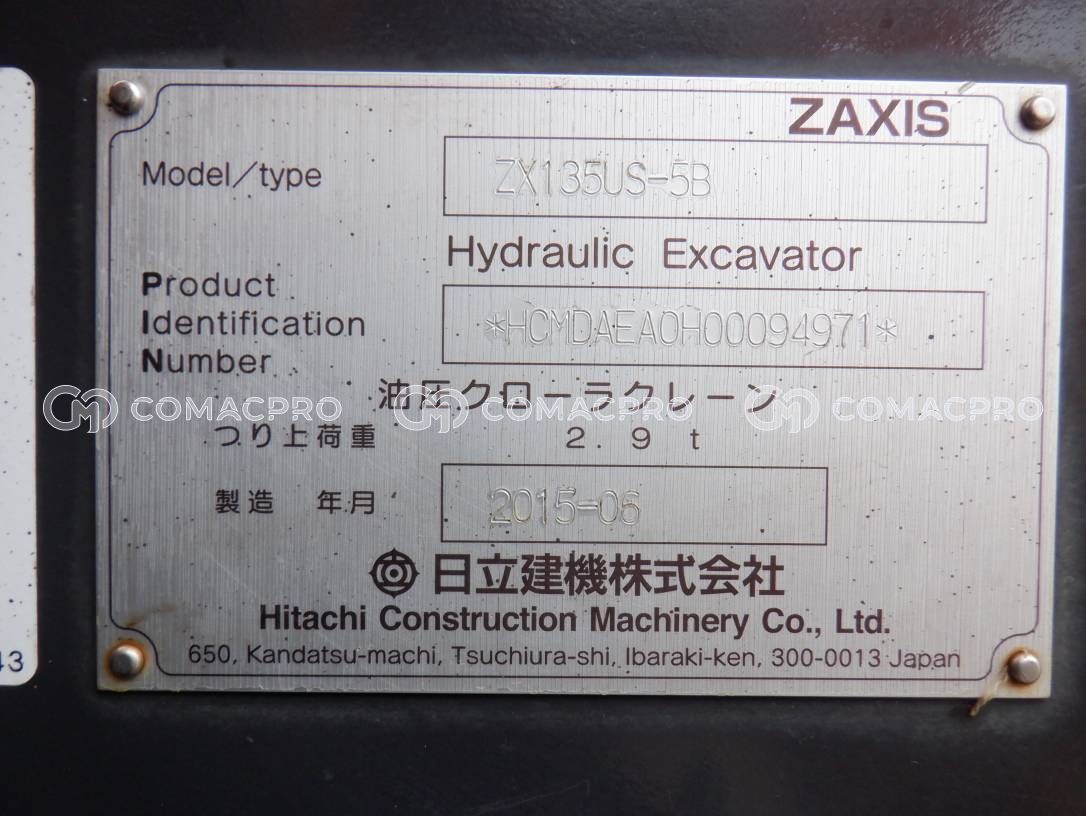 ZAXIS
Model/type ZX135US-5B
Hydraulic Excavator
Product
Identification *HCMDAEA0H00094971*
Number
油圧クローラクレーン
COMACPRO COMACPRO COMACPRO
つり上荷重 2.9 t
製造 年月 2015-06
日立建機株式会社
Hitachi Construction Machinery Co., Ltd.
650, Kandatsu-machi, Tsuchiura-shi, Ibaraki-ken, 300-0013 Japan
43